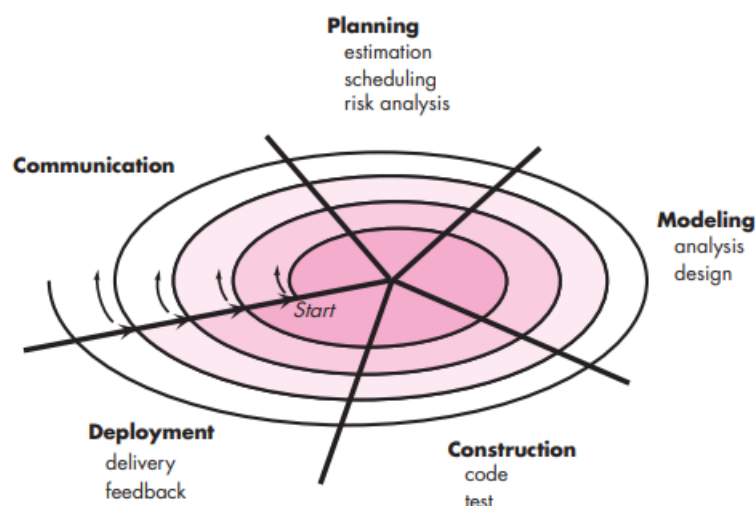 Planning
estimation
scheduling
risk analysis
Communication
Modeling
analysis
design
Start
Deployment
delivery
feedback
Construction
code
test